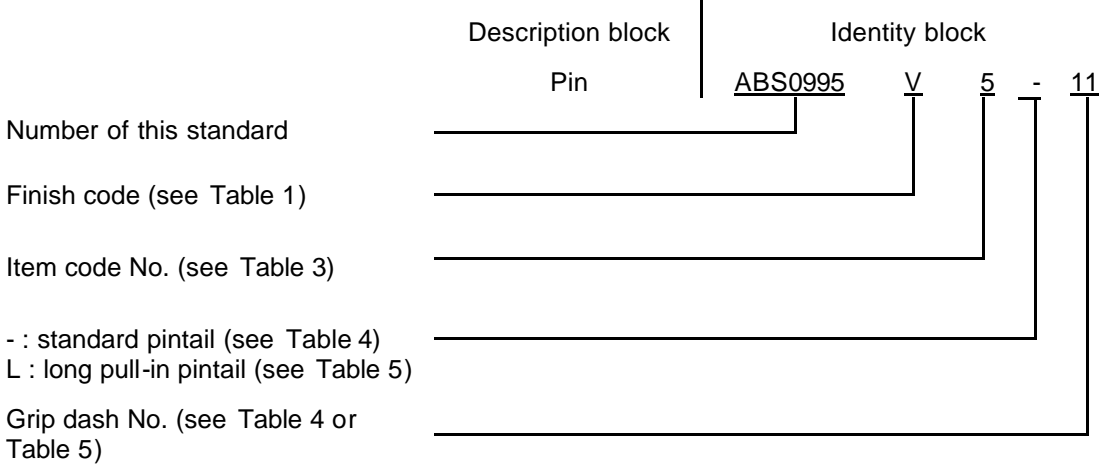 Description block Identity block
Pin ABS0995 V 5 - 11
Number of this standard
Finish code (see Table 1)
Item code No. (see Table 3)
- : standard pintail (see Table 4)
L : long pull-in pintail (see Table 5)
Grip dash No. (see Table 4 or
Table 5)